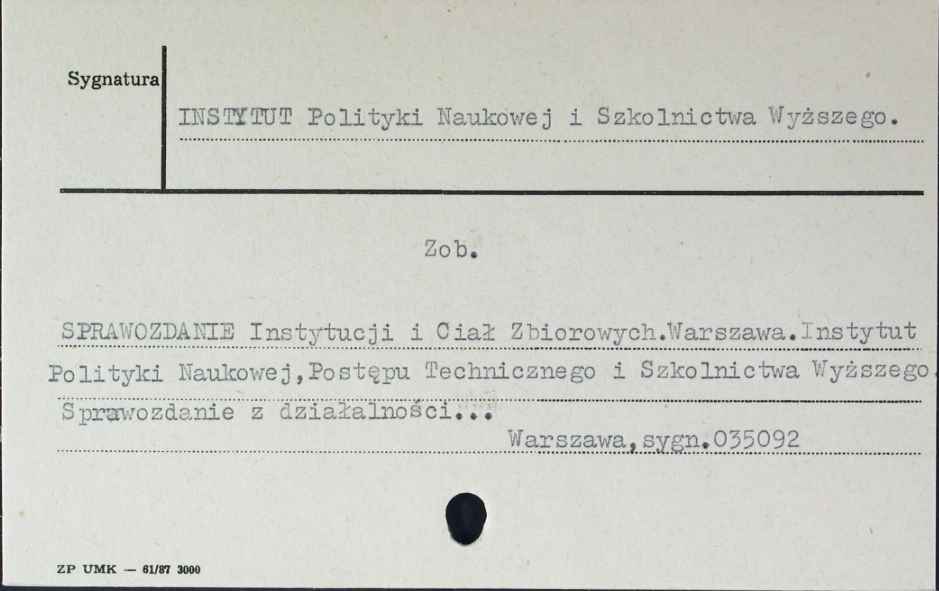 Sygnatura
INSTYTUT Polityki Naukowej i Szkolnictwa Wyższego.
Zob.
SPRAWOZDANIE Instytucji i Ciał Zbiorowych.Warszawa.Instytut
Polityki Naukowej,Postępu Technicznego i Szkolnictwa Wyższego.
Sprawozdanie z działalności...
Warszawa,sygn.035092
ZP UMK — 61/87 3000